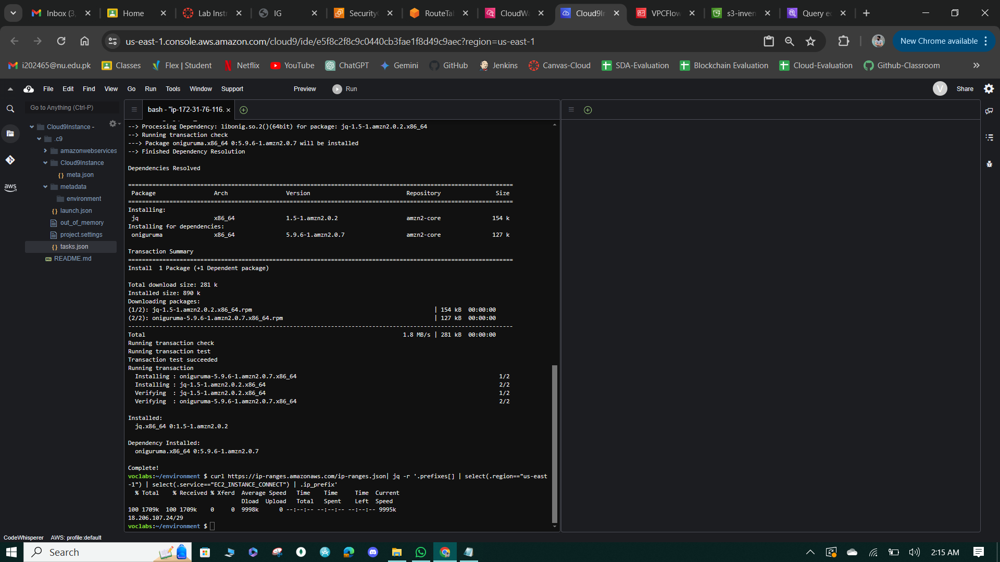 Inbox (3,
Home
Lab Instr
IG
Security
RouteTal
CloudWa
Cloud9In
VPCFlow
s3-inven
Query e
us-east-1.console.aws.amazon.com/cloud9/ide/e5f8c2f8c9c0440cb3fae1f8d49c9aec?region=us-east-1
New Chrome available
i202465@nu.edu.pk
Classes
Flex | Student
Netflix
YouTube
ChatGPT
Gemini
GitHub
Jenkins
Canvas-Cloud
SDA-Evaluation
Blockchain Evaluation
Cloud-Evaluation
Github-Classroom
9
File Edit Find View Go Run Tools Window Support Preview Run
V
Share
Go to Anything (Ctrl-P)
bash - "ip-172-31-76-116.
Cloud9Instance -
.c9
amazonwebservices
Cloud9Instance
meta.json
metadata
environment
launch.json
out_of_memory
project.settings
tasks.json
README.md
aws
--> Processing Dependency: libonig.so.2()(64bit) for package: jq-1.5-1.amzn2.0.2.x86_64
--> Running transaction check
---> Package oniguruma.x86_64 0:5.9.6-1.amzn2.0.7 will be installed
--> Finished Dependency Resolution
Dependencies Resolved
================================================================================================================
Package Arch Version Repository Size
================================================================================================================
Installing:
jq x86_64 1.5-1.amzn2.0.2 amzn2-core 154 k
Installing for dependencies:
oniguruma x86_64 5.9.6-1.amzn2.0.7 amzn2-core 127 k
Transaction Summary
================================================================================================================
Install 1 Package (+1 Dependent package)
Total download size: 281 k
Installed size: 890 k
Downloading packages:
(1/2): jq-1.5-1.amzn2.0.2.x86_64.rpm | 154 kB 00:00:00
(2/2): oniguruma-5.9.6-1.amzn2.0.7.x86_64.rpm | 127 kB 00:00:00
----------------------------------------------------------------------------------------------------------------
Total 1.8 MB/s | 281 kB 00:00:00
Running transaction check
Running transaction test
Transaction test succeeded
Running transaction
Installing : oniguruma-5.9.6-1.amzn2.0.7.x86_64 1/2
Installing : jq-1.5-1.amzn2.0.2.x86_64 2/2
Verifying : jq-1.5-1.amzn2.0.2.x86_64 1/2
Verifying : oniguruma-5.9.6-1.amzn2.0.7.x86_64 2/2
Installed:
jq.x86_64 0:1.5-1.amzn2.0.2
Dependency Installed:
oniguruma.x86_64 0:5.9.6-1.amzn2.0.7
Complete!
voclabs:~/environment $ curl https://ip-ranges.amazonaws.com/ip-ranges.json| jq -r '.prefixes[] | select(.region=="us-east
-1") | select(.service=="EC2_INSTANCE_CONNECT") | .ip_prefix'
% Total % Received % Xferd Average Speed Time Time Time Current
Dload Upload Total Spent Left Speed
100 1709k 100 1709k 0 0 9998k 0 --:--:-- --:--:-- --:--:-- 9995k
18.206.107.24/29
voclabs:~/environment $
CodeWhisperer AWS: profile:default
Search
2:15 AM